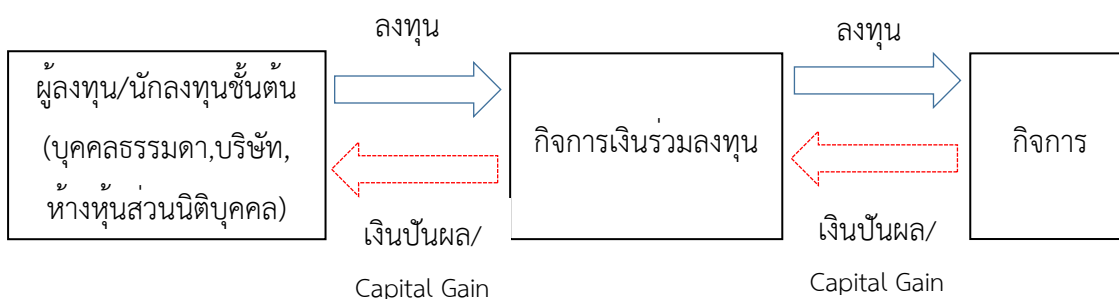 ลงทุน
ลงทุน
ผู้ลงทุน/นักลงทุนชั้นต้น
(บุคคลธรรมดา,บริษัท,
ห้างหุ้นส่วนนิติบุคคล)
กิจการเงินร่วมลงทุน
กิจการ
เงินปันผล/
Capital Gain
เงินปันผล/
Capital Gain